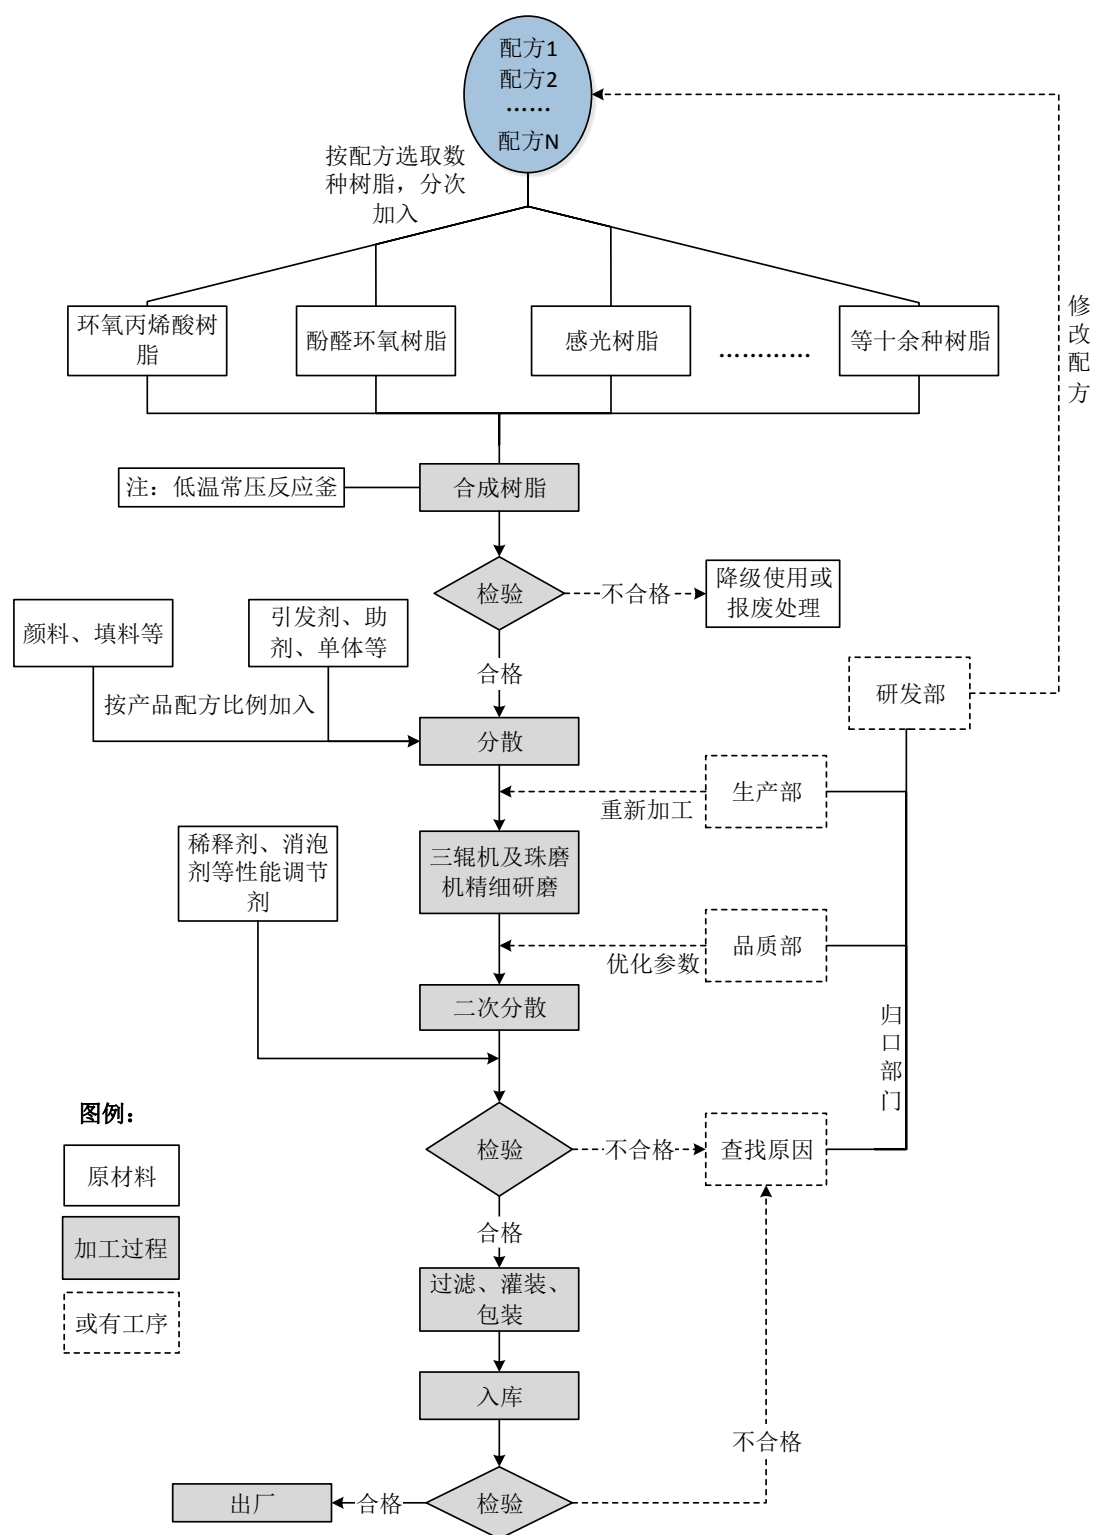 配方1
配方2
……
配方N
按配方选取数
种树脂，分次
加入
环氧丙烯酸树
脂
酚醛环氧树脂
感光树脂
…………
等十余种树脂
修
改
配
方
注：低温常压反应釜
合成树脂
检验
不合格
降级使用或
报废处理
颜料、填料等
引发剂、助
剂、单体等
合格
按产品配方比例加入
研发部
分散
生产部
重新加工
稀释剂、消泡
剂等性能调节
剂
三辊机及珠磨
机精细研磨
品质部
优化参数
二次分散
归
口
部
门
图例：
原材料
加工过程
或有工序
检验
不合格
查找原因
合格
过滤、灌装、
包装
入库
不合格
出厂
合格
检验